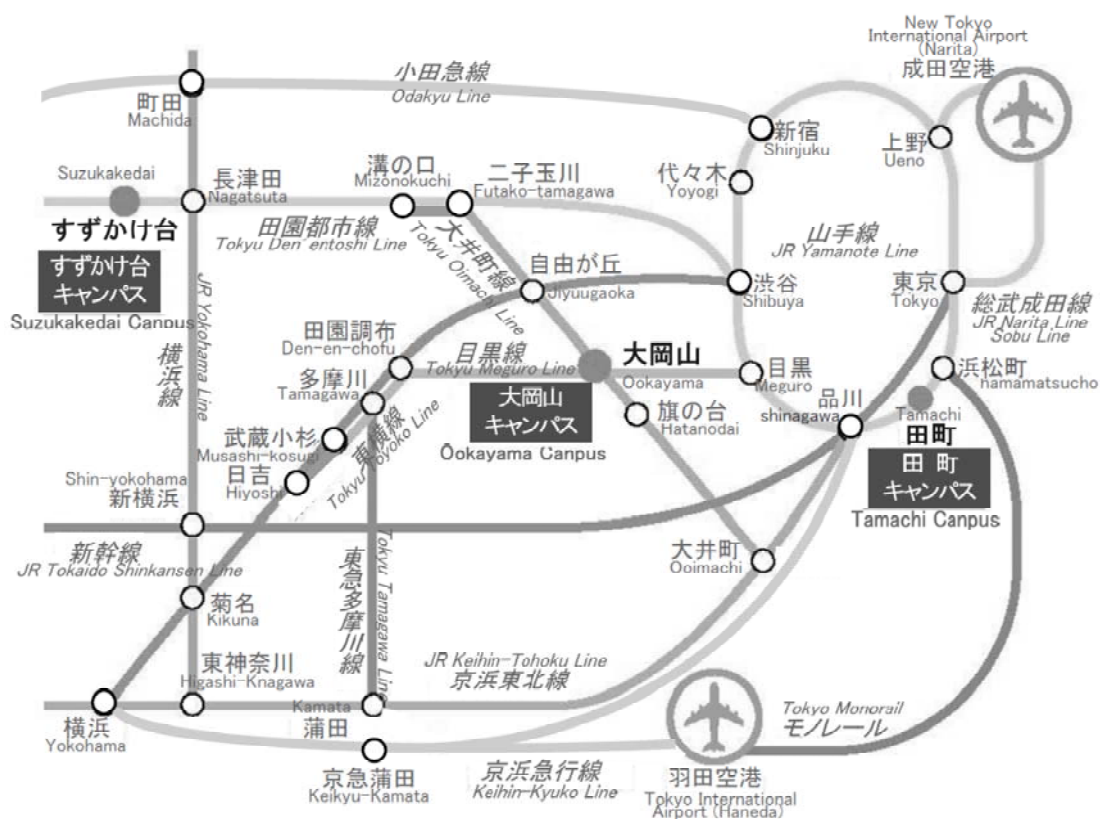 New Tokyo
International Airport
(Narita)
成田空港
小田急線
Odakyu Line
町田
Machida
新宿
Shinjuku
上野
Ueno
Suzukakedai
すずかけ台
すずかけ台
キャンパス
Suzukakedai Canpus
長津田
Nagatsuta
溝の口
Mizonokuchi
二子玉川
Futako-tamagawa
代々木
Yoyogi
田園都市線
Tokyu Den'entoshi Line
大井町線
Tokyu Oimachi Line
山手線
JR Yamanote Line
自由が丘
Jiyuugaoka
渋谷
Shibuya
東京
Tokyo
総武成田線
JR Narita Line
Sobu Line
JR Yokohama Line
横浜線
田園調布
Den-en-chofu
目黒線
Tokyu Meguro Line
大岡山
Ookayama
目黒
Meguro
浜松町
hamamatsucho
多摩川
Tamagawa
大岡山
キャンパス
Ōokayama Canpus
旗の台
Hatanodai
品川
shinagawa
Tamachi
田町
田 町
キャンパス
Tamachi Canpus
武蔵小杉
Musashi-kosugi
東横線
Tokyu Toyoko Line
日吉
Hiyoshi
Shin-yokohama
新横浜
新幹線
JR Tokaido Shinkansen Line
大井町
Ooimachi
東急多摩川線
Tokyu Tamagawa Line
菊名
Kikuna
東神奈川
Higashi-Knagawa
JR Keihin-Tohoku Line
京浜東北線
横浜
Yokohama
Kamata
蒲田
京急蒲田
Keikyu-Kamata
京浜急行線
Keihin-Kyuko Line
Tokyo Monorail
モノレール
羽田空港
Tokyo International
Airport (Haneda)